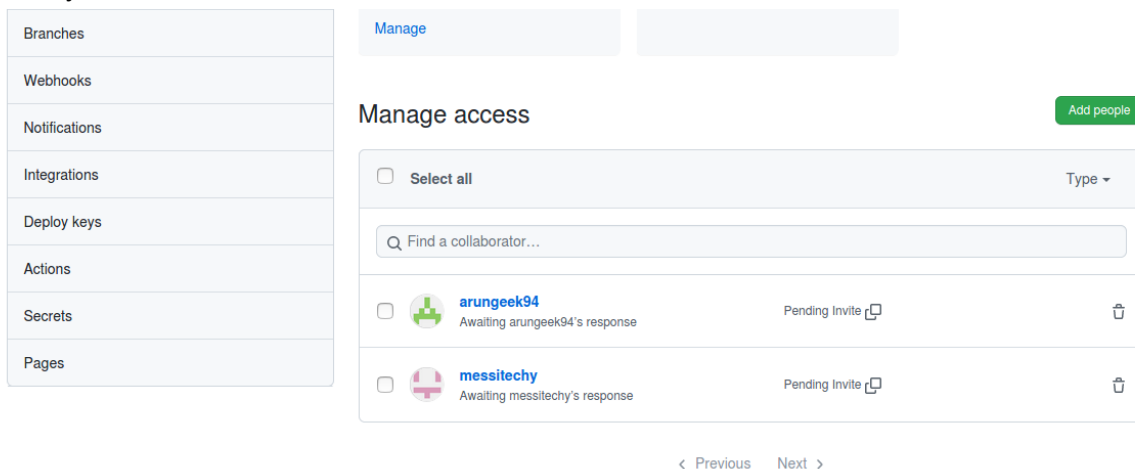 Branches
Webhooks
Notifications
Integrations
Deploy keys
Actions
Secrets
Pages
Manage
Manage access
Add people
Select all
Type
Find a collaborator…
arungeek94
Awaiting arungeek94's response
Pending Invite
messitechy
Awaiting messitechy's response
Pending Invite
Previous Next